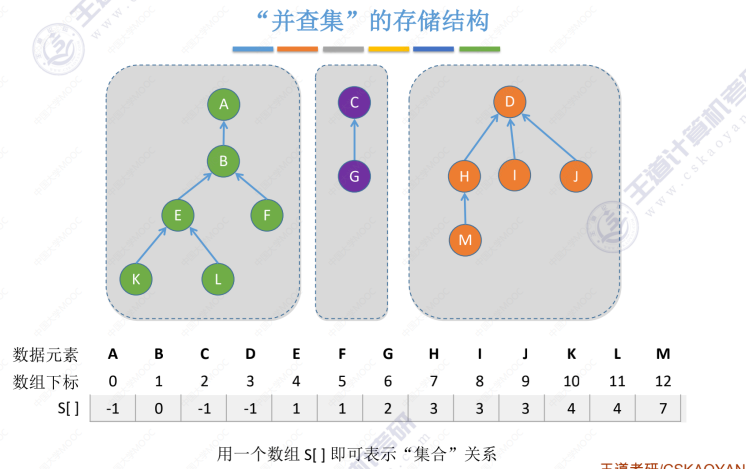 “并查集”的存储结构
A C D
B G H I J
E F M
K L
数据元素 A B C D E F G H I J K L M
数组下标 0 1 2 3 4 5 6 7 8 9 10 11 12
S[ ] -1 0 -1 -1 1 1 2 3 3 3 4 4 7
用一个数组 S[ ] 即可表示“集合”关系
王道考研/CSKAOYAN